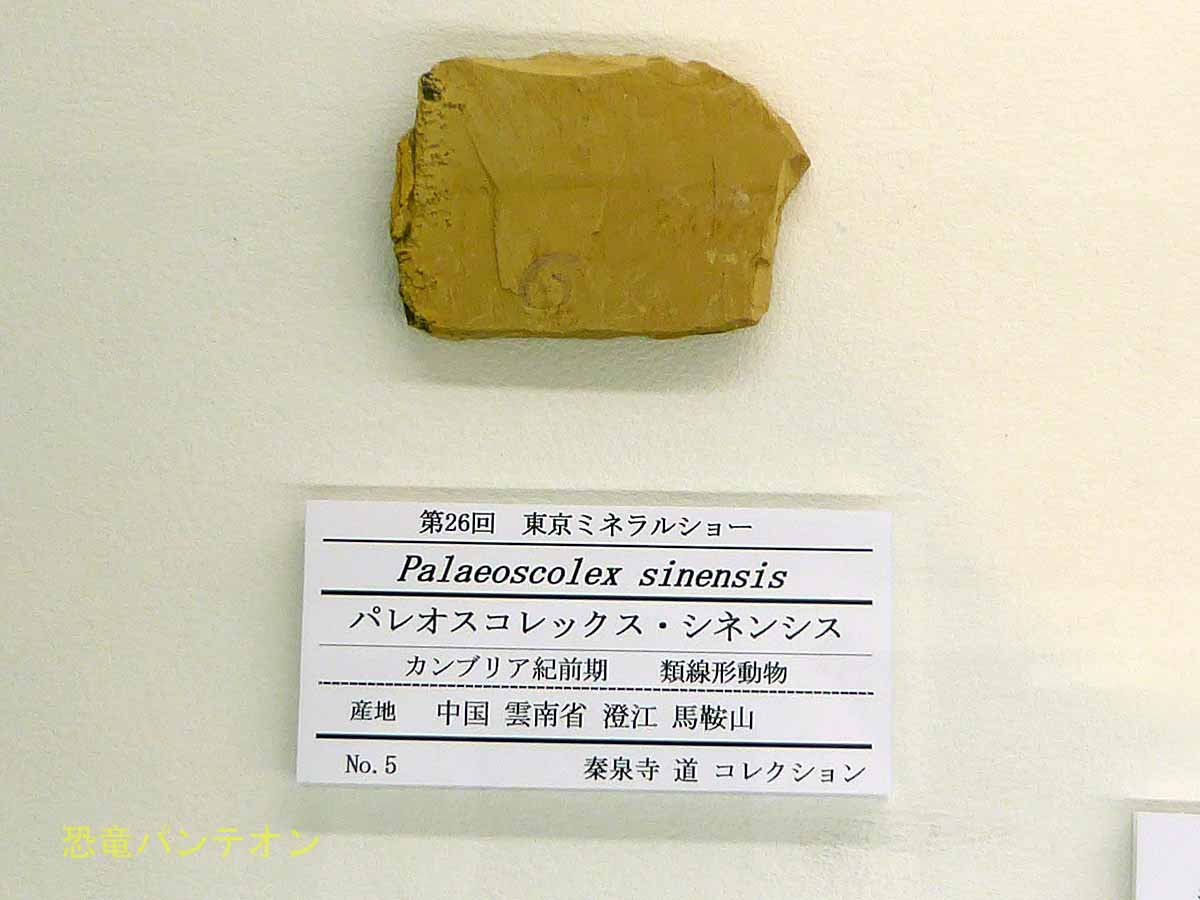 第26回 東京ミネラルショー
Palaeoscolex sinensis
パレオスコレックス・シネンシス
カンブリア紀前期 類線形動物
産地 中国 雲南省 澄江 馬鞍山
No.5 秦泉寺 道 コレクション
恐竜パンテオン